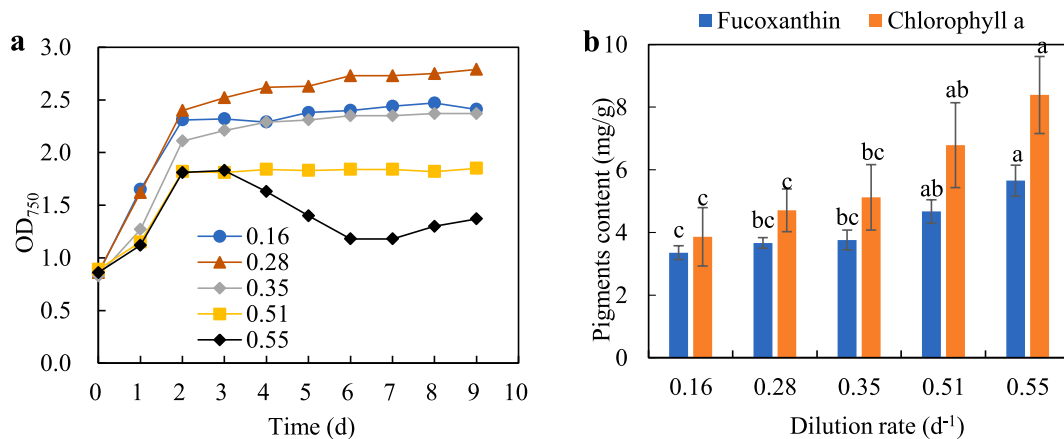 a
3.0
2.5
2.0
1.5
1.0
0.5
0.0
OD750
0.16
0.28
0.35
0.51
0.55
0 1 2 3 4 5 6 7 8 9 10
Time (d)
Fucoxanthin Chlorophyll a
b
10
8
6
4
2
0
Pigments content (mg/g)
c c bc c bc bc ab ab a a
0.16 0.28 0.35 0.51 0.55
Dilution rate (d-1)